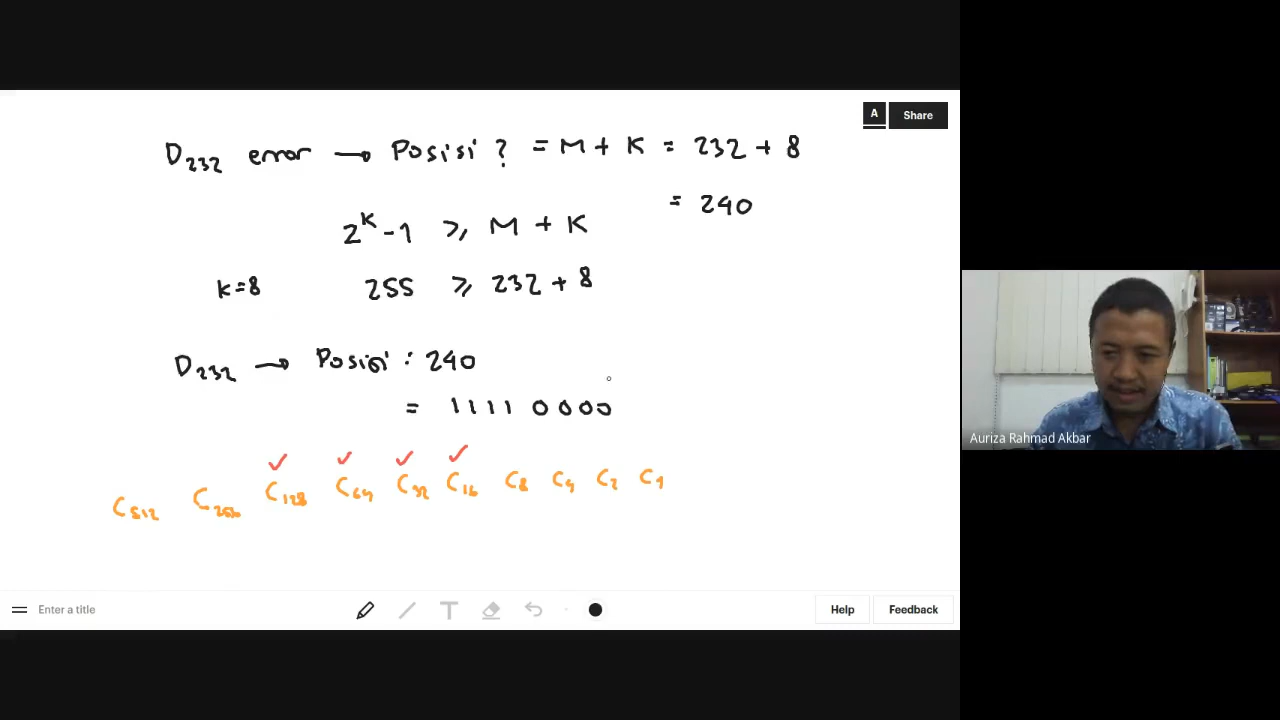 A Share
D232 error → Posisi ? = M + K = 232 + 8
= 240
2^K - 1 ⩾ M + K
K=8 255 ⩾ 232 + 8
D232 → Posisi : 240
= 1111 0000
✓ ✓ ✓ ✓
C512 C256 C128 C64 C32 C16 C8 C4 C2 C1
Auriza Rahmad Akbar
Enter a title
T
Help Feedback